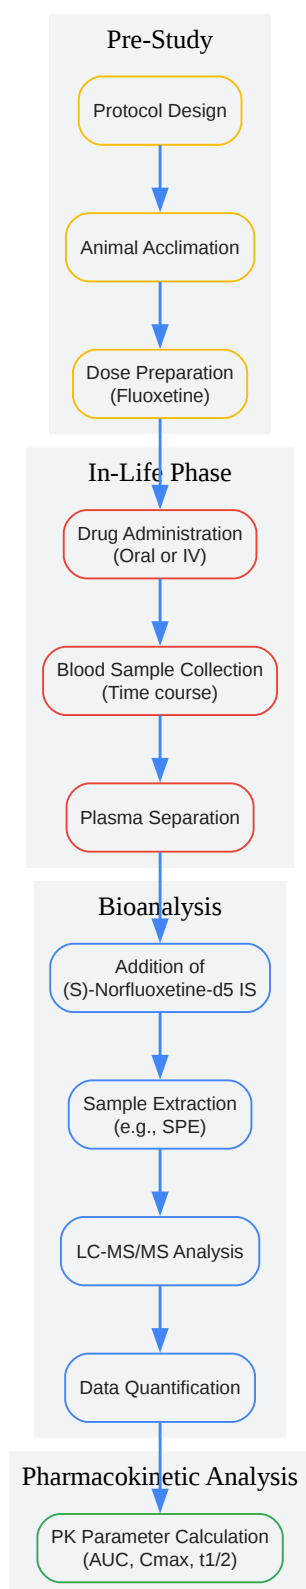 Pre-Study
Protocol Design
Animal Acclimation
Dose Preparation
(Fluoxetine)
In-Life Phase
Drug Administration
(Oral or IV)
Blood Sample Collection
(Time course)
Plasma Separation
Bioanalysis
Addition of
(S)-Norfluoxetine-d5 IS
Sample Extraction
(e.g., SPE)
LC-MS/MS Analysis
Data Quantification
Pharmacokinetic Analysis
PK Parameter Calculation
(AUC, Cmax, t1/2)